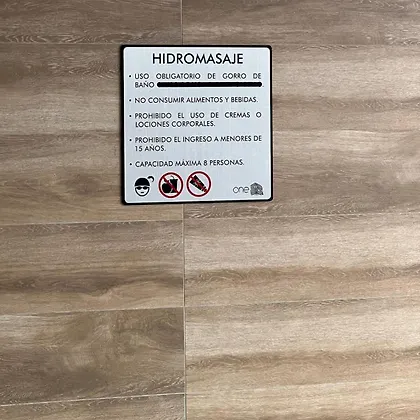 HIDROMASAJE
• USO OBLIGATORIO DE GORRO DE
BAÑO
• NO CONSUMIR ALIMENTOS Y BEBIDAS.
• PROHIBIDO EL USO DE CREMAS O
LOCIONES CORPORALES.
• PROHIBIDO EL INGRESO A MENORES DE
15 AÑOS.
• CAPACIDAD MÁXIMA 8 PERSONAS.
one